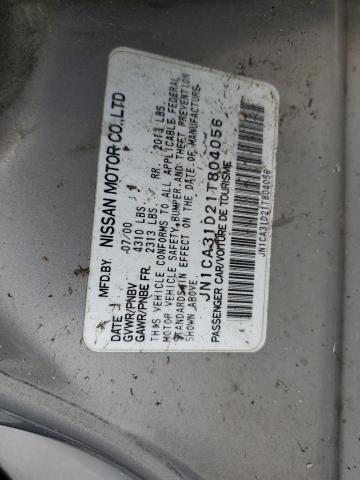 MFD.BY NISSAN MOTOR CO.,LTD
DATE : 07/00
GVWR/PNBV 4310 LBS.
GAWR/PNBE FR. 2313 LBS. RR. 2013 LBS.
THIS VEHICLE CONFORMS TO ALL APPLICABLE FEDERAL
MOTOR VEHICLE SAFETY,BUMPER,AND THEFT PREVENTION
STANDARDS IN EFFECT ON THE DATE OF MANUFACTURE
SHOWN ABOVE.
JN1CA31D21T804056
PASSENGER CAR/VOITURE DE TOURISME
JN1CA31D21T804056